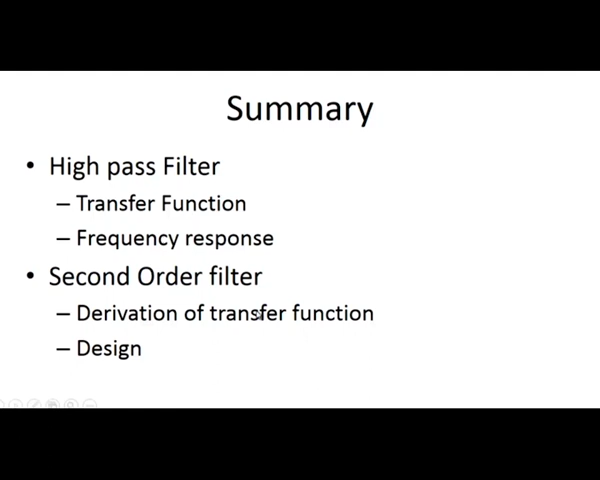 Summary
• High pass Filter
– Transfer Function
– Frequency response
• Second Order filter
– Derivation of transfer function
– Design